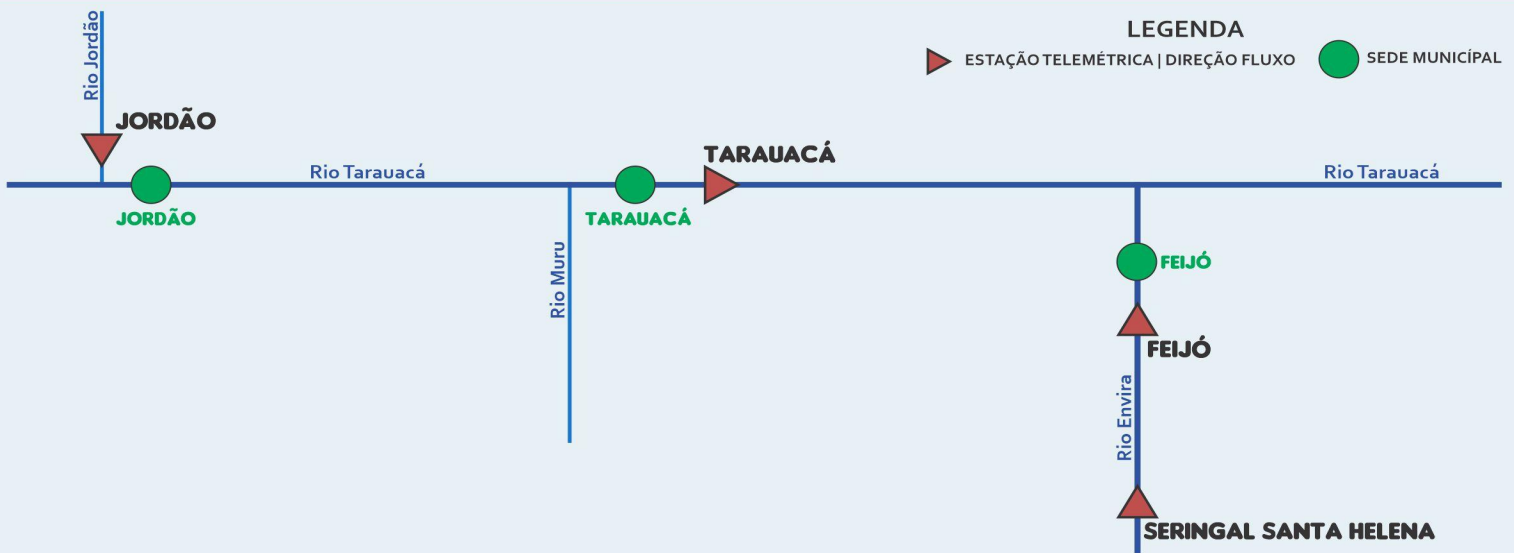 LEGENDA
ESTAÇÃO TELEMÉTRICA | DIREÇÃO FLUXO
SEDE MUNICÍPAL
Rio Jordão
JORDÃO
JORDÃO
Rio Tarauacá
TARAUACÁ
TARAUACÁ
Rio Tarauacá
Rio Muru
FEIJÓ
FEIJÓ
Rio Envira
SERINGAL SANTA HELENA